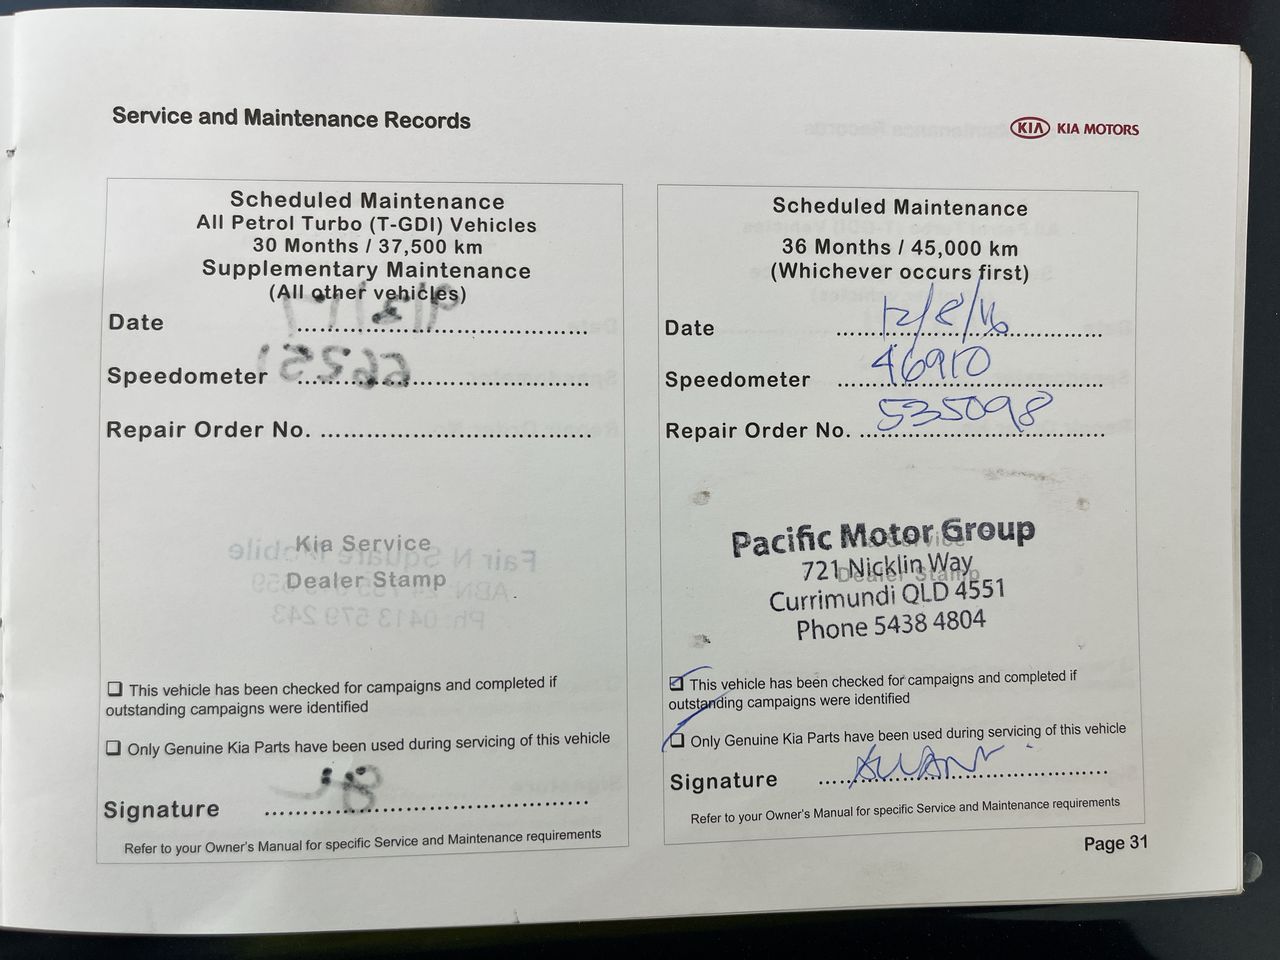 Service and Maintenance Records
KIA KIA MOTORS
Scheduled Maintenance
All Petrol Turbo (T-GDI) Vehicles
30 Months / 37,500 km
Supplementary Maintenance
(All other vehicles)
Date ..........................................
Speedometer ..........................................
Repair Order No. ..........................................
Kia Service
Dealer Stamp
❑ This vehicle has been checked for campaigns and completed if
outstanding campaigns were identified
❑ Only Genuine Kia Parts have been used during servicing of this vehicle
Signature ..........................................
Refer to your Owner's Manual for specific Service and Maintenance requirements
Scheduled Maintenance
36 Months / 45,000 km
(Whichever occurs first)
Date 12/8/16
Speedometer 46910
Repair Order No. 535098
Pacific Motor Group
721 Nicklin Way
Dealer Stamp
Currimundi QLD 4551
Phone 5438 4804
This vehicle has been checked for campaigns and completed if
outstanding campaigns were identified
Only Genuine Kia Parts have been used during servicing of this vehicle
Signature
Refer to your Owner's Manual for specific Service and Maintenance requirements
Page 31